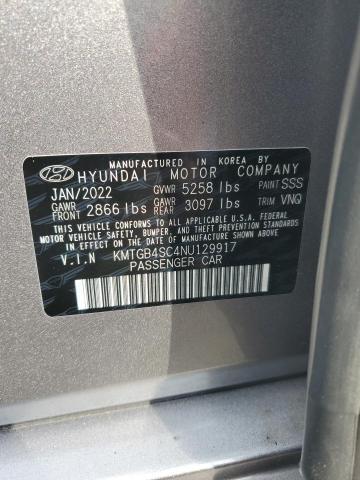 MANUFACTURED IN KOREA BY
HYUNDAI MOTOR COMPANY
JAN/2022 GVWR 5258 lbs PAINT SSS
GAWR FRONT 2866 lbs GAWR REAR 3097 lbs TRIM VNQ
THIS VEHICLE CONFORMS TO ALL APPLICABLE U.S.A. FEDERAL
MOTOR VEHICLE SAFETY, BUMPER, AND THEFT PREVENTION
STANDARDS IN EFFECT ON THE DATE OF MANUFACTURE SHOWN ABOVE.
V.I.N KMTGB4SC4NU129917
PASSENGER CAR